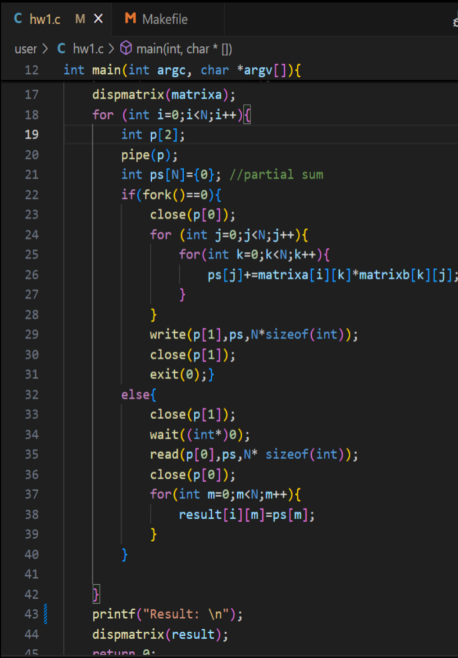 hw1.c M X Makefile
user > C hw1.c > main(int, char * [])
12 int main(int argc, char *argv[]){
17 dispmatrix(matrixa);
18 for (int i=0;i<N;i++){
19 int p[2];
20 pipe(p);
21 int ps[N]={0}; //partial sum
22 if(fork()==0){
23 close(p[0]);
24 for (int j=0;j<N;j++){
25 for(int k=0;k<N;k++){
26 ps[j]+=matrixa[i][k]*matrixb[k][j];
27 }
28 }
29 write(p[1],ps,N*sizeof(int));
30 close(p[1]);
31 exit(0);}
32 else{
33 close(p[1]);
34 wait((int*)0);
35 read(p[0],ps,N* sizeof(int));
36 close(p[0]);
37 for(int m=0;m<N;m++){
38 result[i][m]=ps[m];
39 }
40 }
41
42 }
43 printf("Result: \n");
44 dispmatrix(result);
45 return 0;